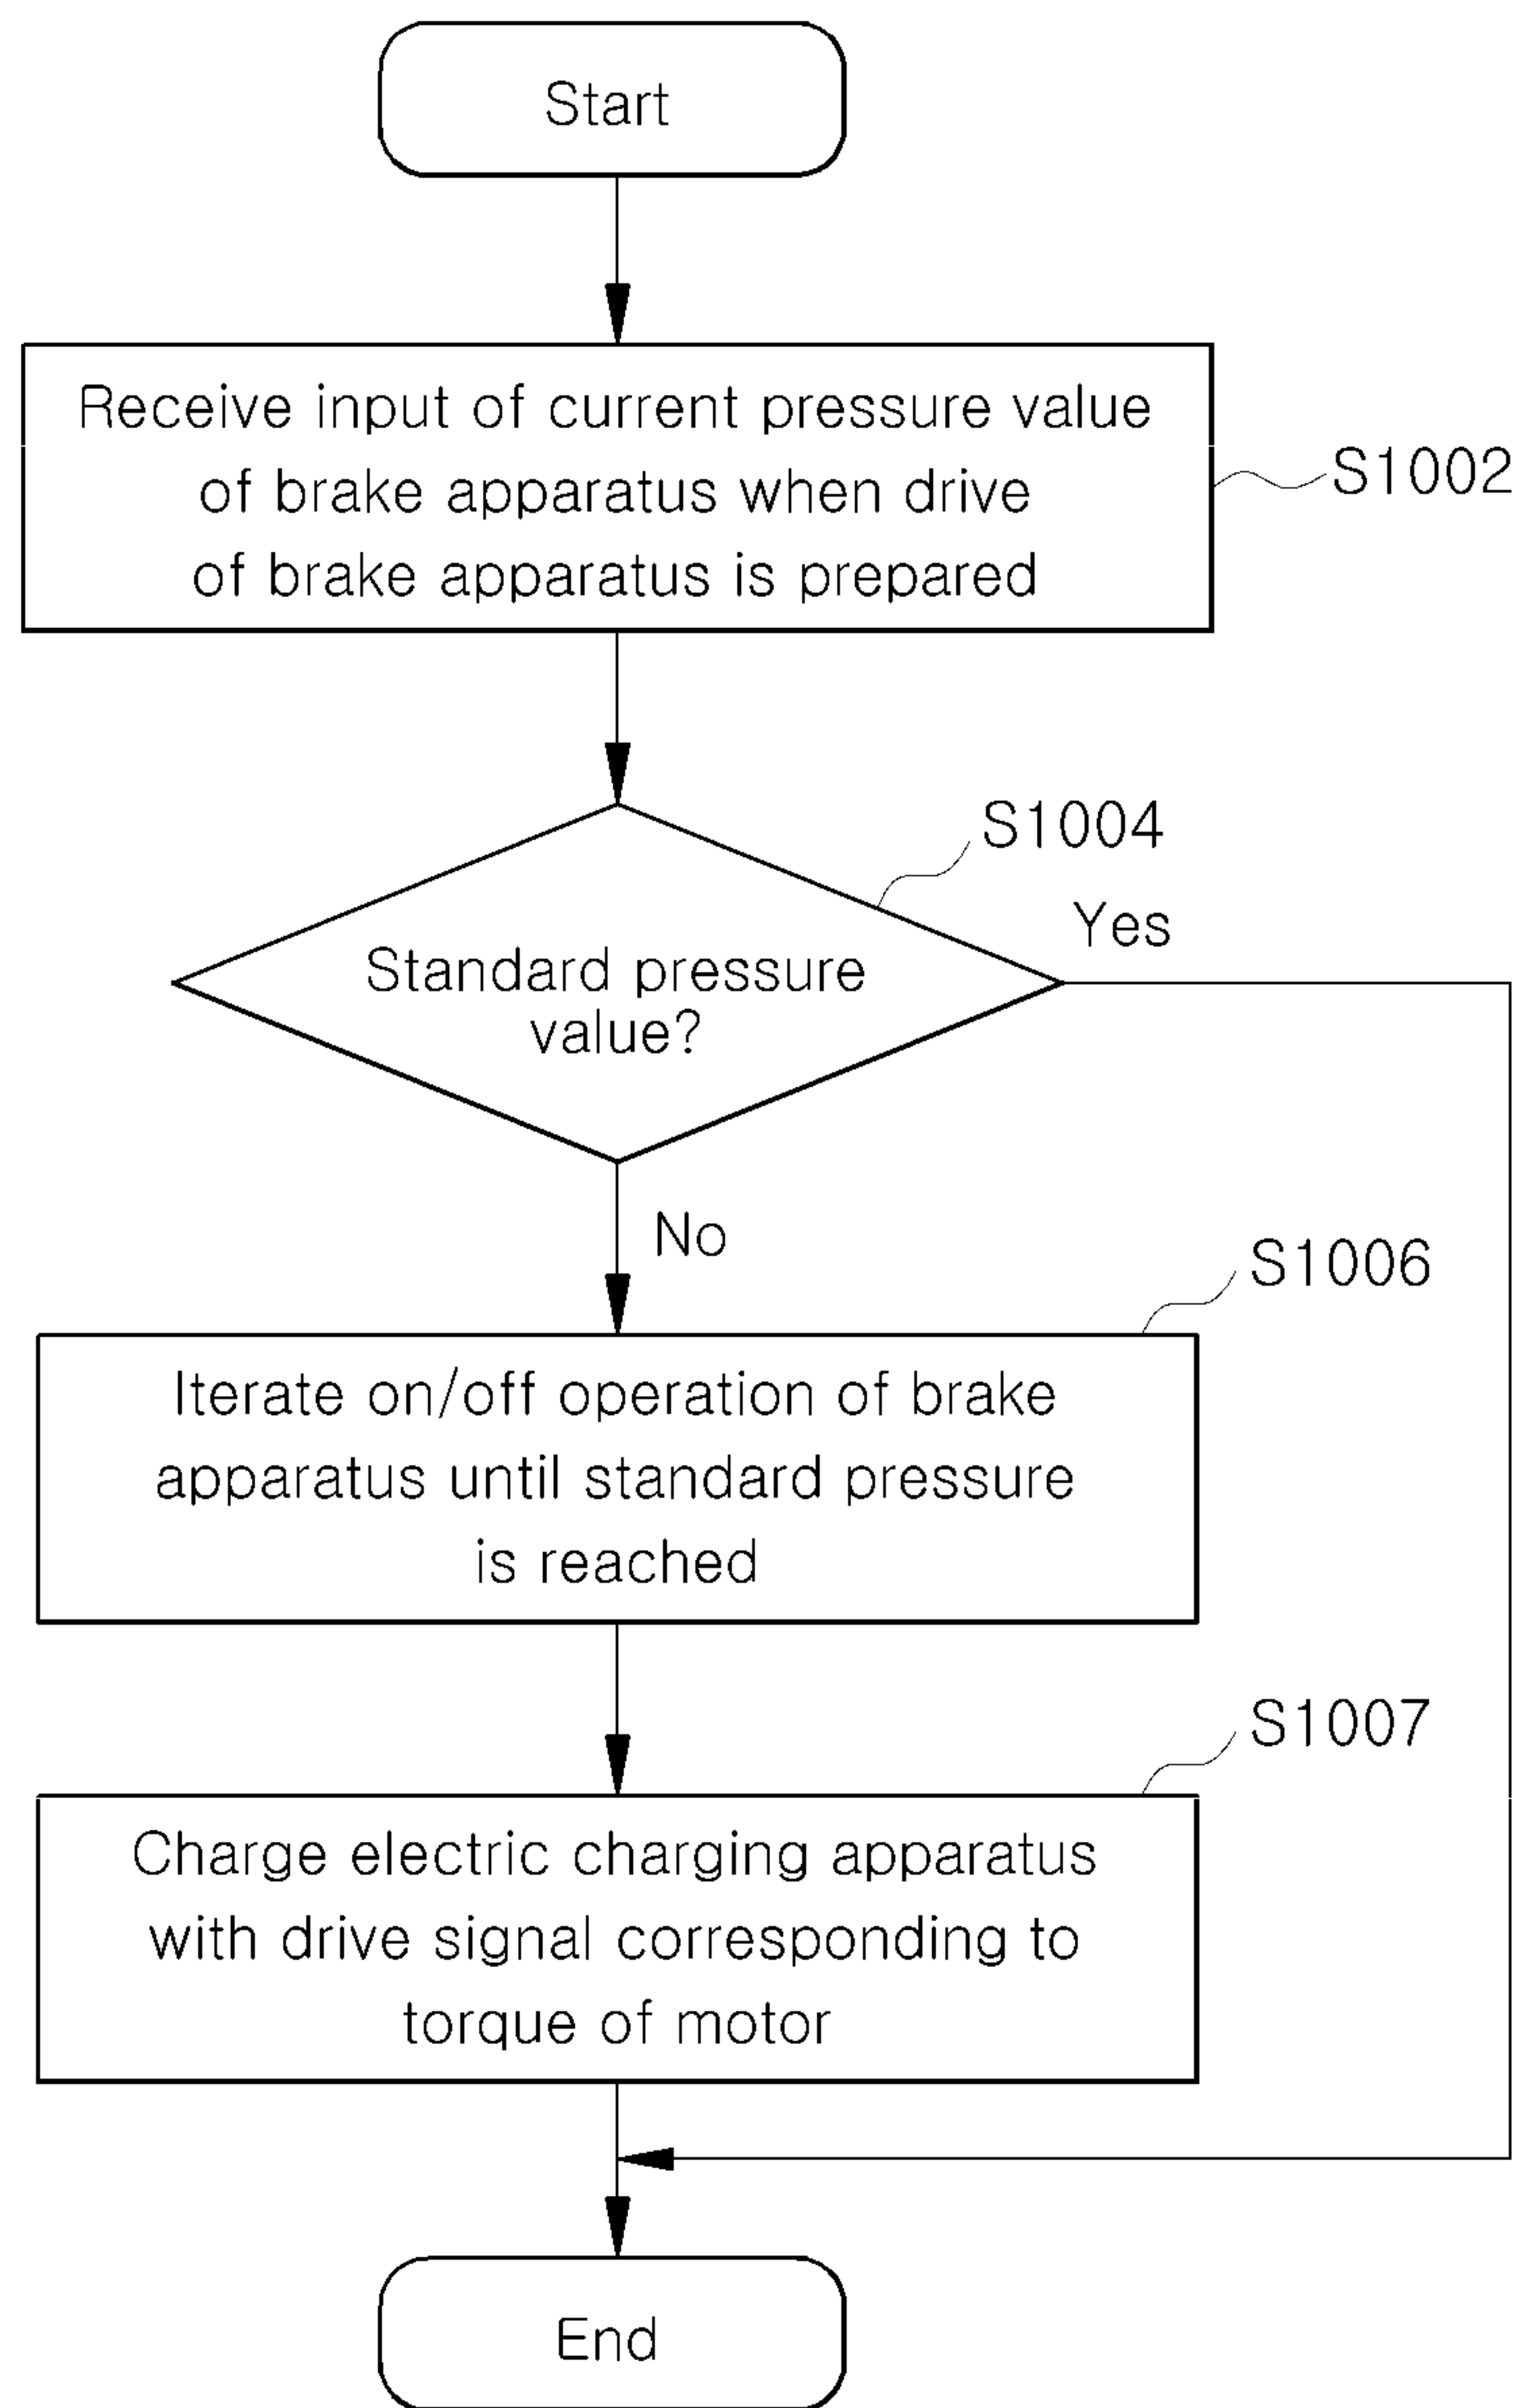 Start
Receive input of current pressure value
of brake apparatus when drive
of brake apparatus is prepared
S1002
S1004
Yes
Standard pressure
value?
No
S1006
Iterate on/off operation of brake
apparatus until standard pressure
is reached
S1007
Charge electric charging apparatus
with drive signal corresponding to
torque of motor
End